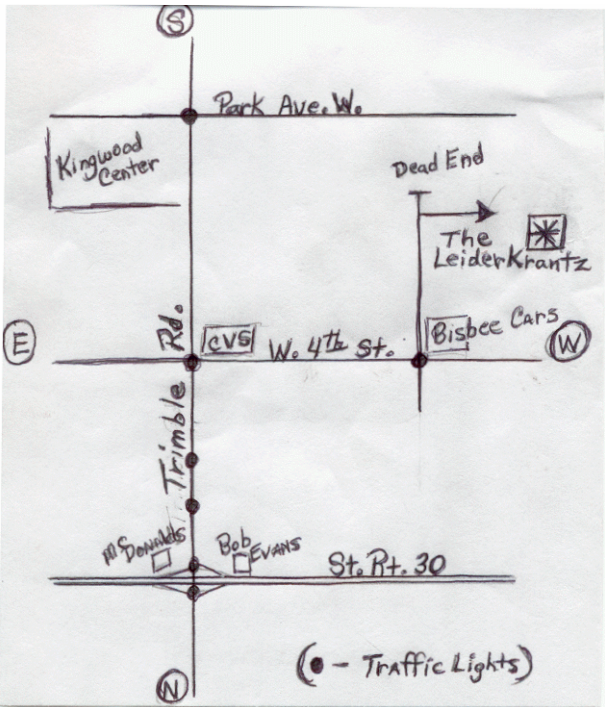 S
Park Ave. W.
Kingwood
Center
Dead End
The
LeiderKrantz
E
Trimble Rd.
CVS
W. 4th St.
Bisbee Cars
W
McDonnalds
Bob
Evans
St. Rt. 30
(● - Traffic Lights)
N